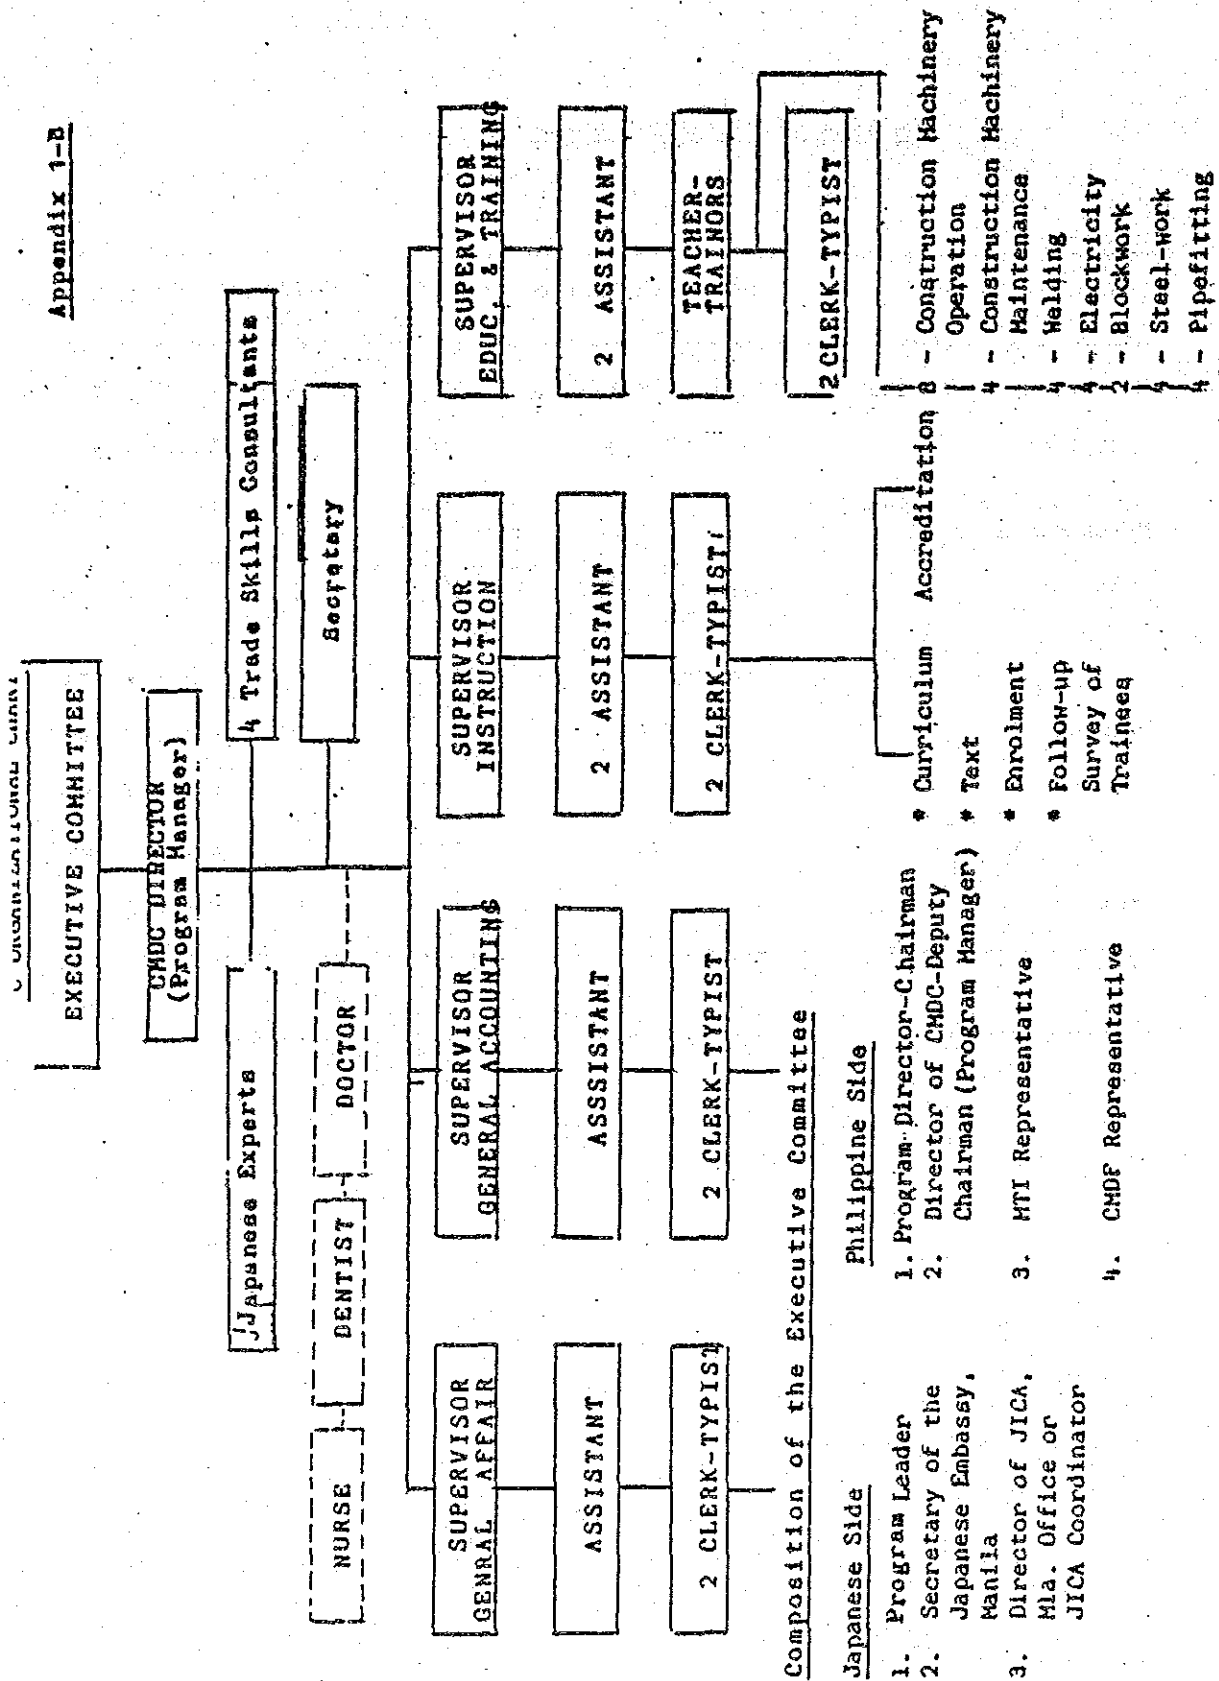 Appendix 1-B
EXECUTIVE COMMITTEE
CMDC DIRECTOR
(Program Manager)
Japanese Experts
4 Trade Skills Consultants
Secretary
NURSE
DENTIST
DOCTOR
SUPERVISOR
GENRAL AFFAIR
ASSISTANT
2 CLERK-TYPIST
SUPERVISOR
GENERAL ACCOUNTING
ASSSISTANT
2 CLERK-TYPIST
SUPERVISOR
INSTRUCTION
2 ASSISTANT
2 CLERK-TYPIST
* Curriculum
* Text
* Enrolment
* Follow-up
Survey of
Trainees
Accreditation
SUPERVISOR
EDUC, & TRAINING
2 ASSISTANT
TEACHER-
TRAINORS
2 CLERK-TYPIST
8 - Construction Machinery
Operation
4 - Construction Machinery
Maintenance
4 - Welding
4 - Electricity
2 - Blockwork
4 - Steel-work
4 - Pipefitting
Composition of the Executive Committee
Japanese Side
1. Program Leader
2. Secretary of the
Japanese Embassy,
Manila
3. Director of JICA,
Mla. Office or
JICA Coordinator
Philippine Side
1. Program Director-Chairman
2. Director of CMDC-Deputy
Chairman (Program Manager)
3. MTI Representative
4. CMDF Representative